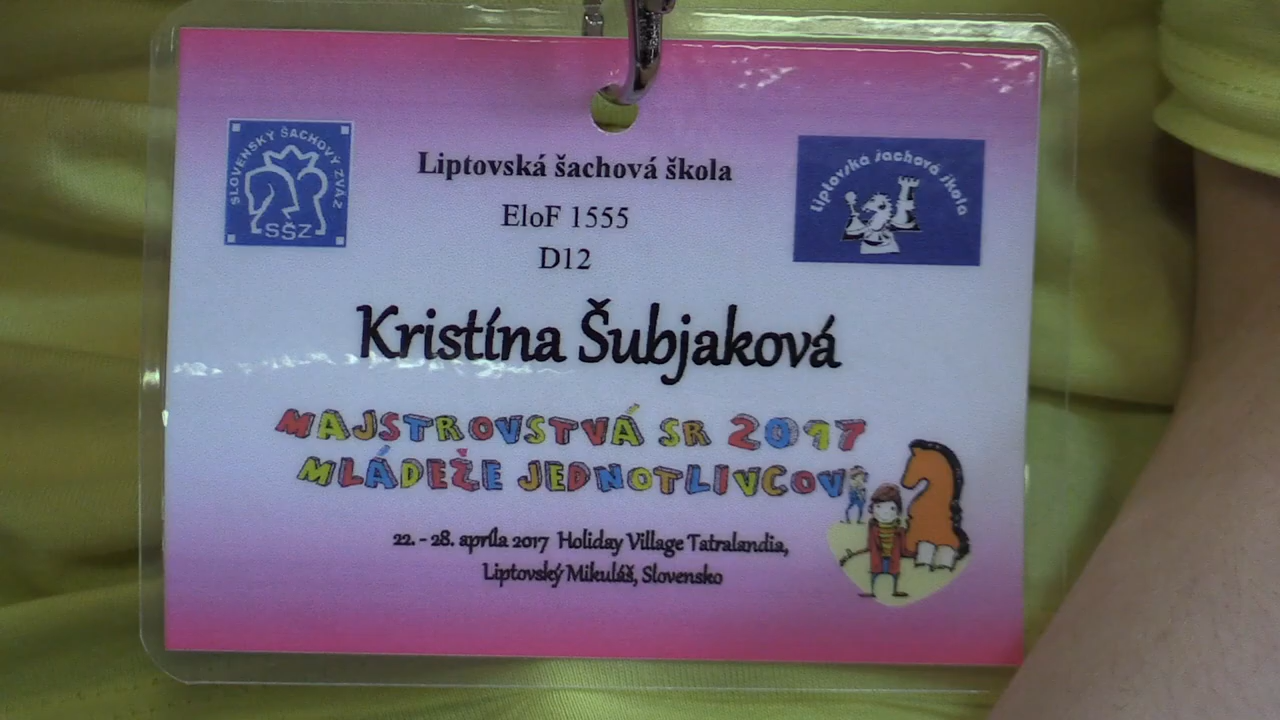 SLOVENSKÝ ŠACHOVÝ ZVÄZ
SŠZ
Liptovská šachová škola
Liptovská šachová škola
EloF 1555
D12
Kristína Šubjaková
MAJSTROVSTVÁ SR 2017
MLÁDEŽE JEDNOTLIVCOV
22. - 28. apríla 2017 Holiday Village Tatralandia,
Liptovský Mikuláš, Slovensko